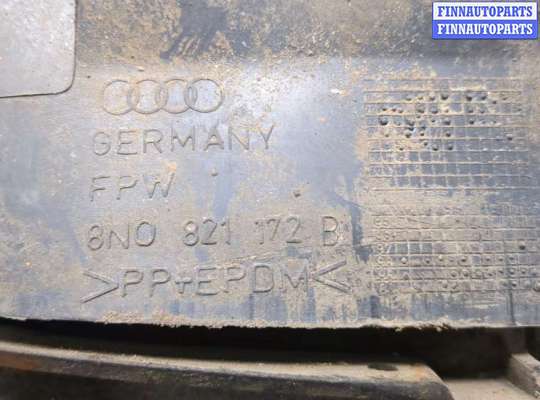 FINNAUTOPARTS
FINNAUTOPARTS
GERMANY
FPW
8N0 821 172 B
>PP+EPDM<